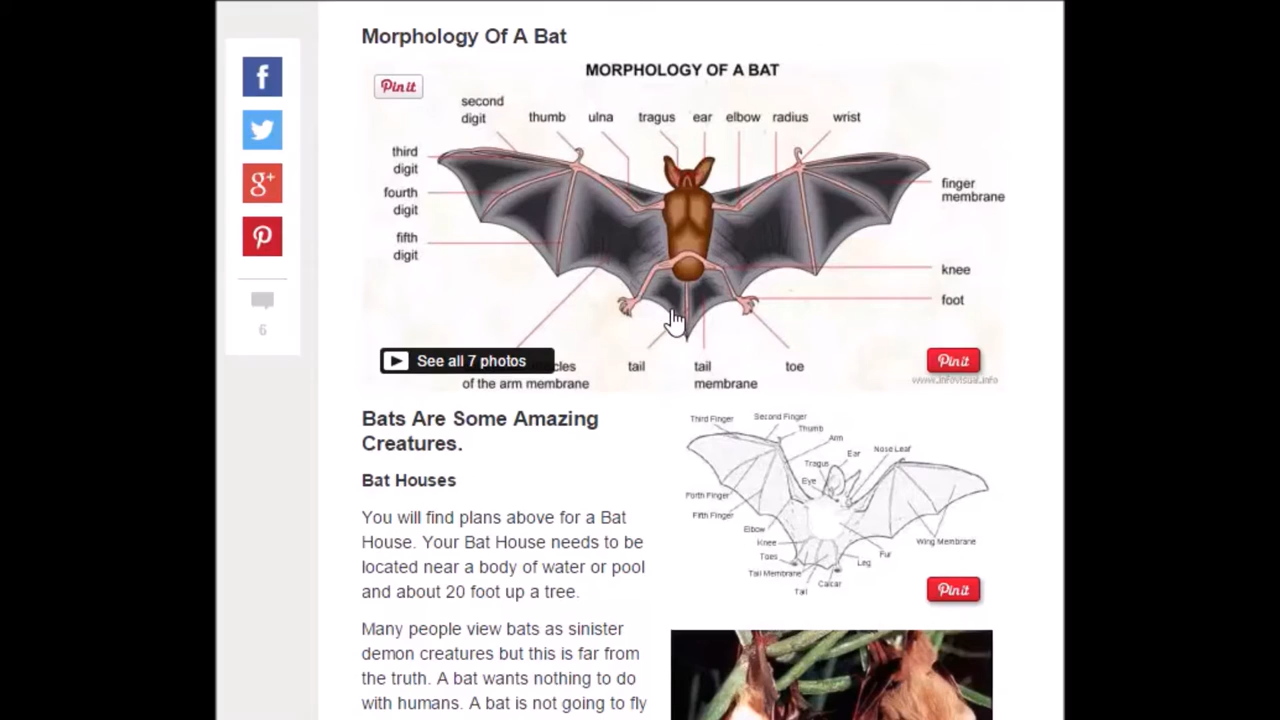 Morphology Of A Bat
MORPHOLOGY OF A BAT
Pin it
second
digit
thumb
ulna
tragus
ear
elbow
radius
wrist
third
digit
fourth
digit
fifth
digit
finger
membrane
knee
foot
f
g+
6
See all 7 photos
cles
of the arm membrane
tail
tail
membrane
toe
Pin it
www.infovisual.info
Bats Are Some Amazing
Creatures.
Bat Houses
You will find plans above for a Bat
House. Your Bat House needs to be
located near a body of water or pool
and about 20 foot up a tree.
Many people view bats as sinister
demon creatures but this is far from
the truth. A bat wants nothing to do
with humans. A bat is not going to fly
Third Finger
Second Finger
Thumb
Arm
Ear
Nose Leaf
Tragus
Eye
Forth Finger
Fifth Finger
Elbow
Knee
Toes
Tail Membrane
Tail
Calcar
Leg
Fur
Wing Membrane
Pin it